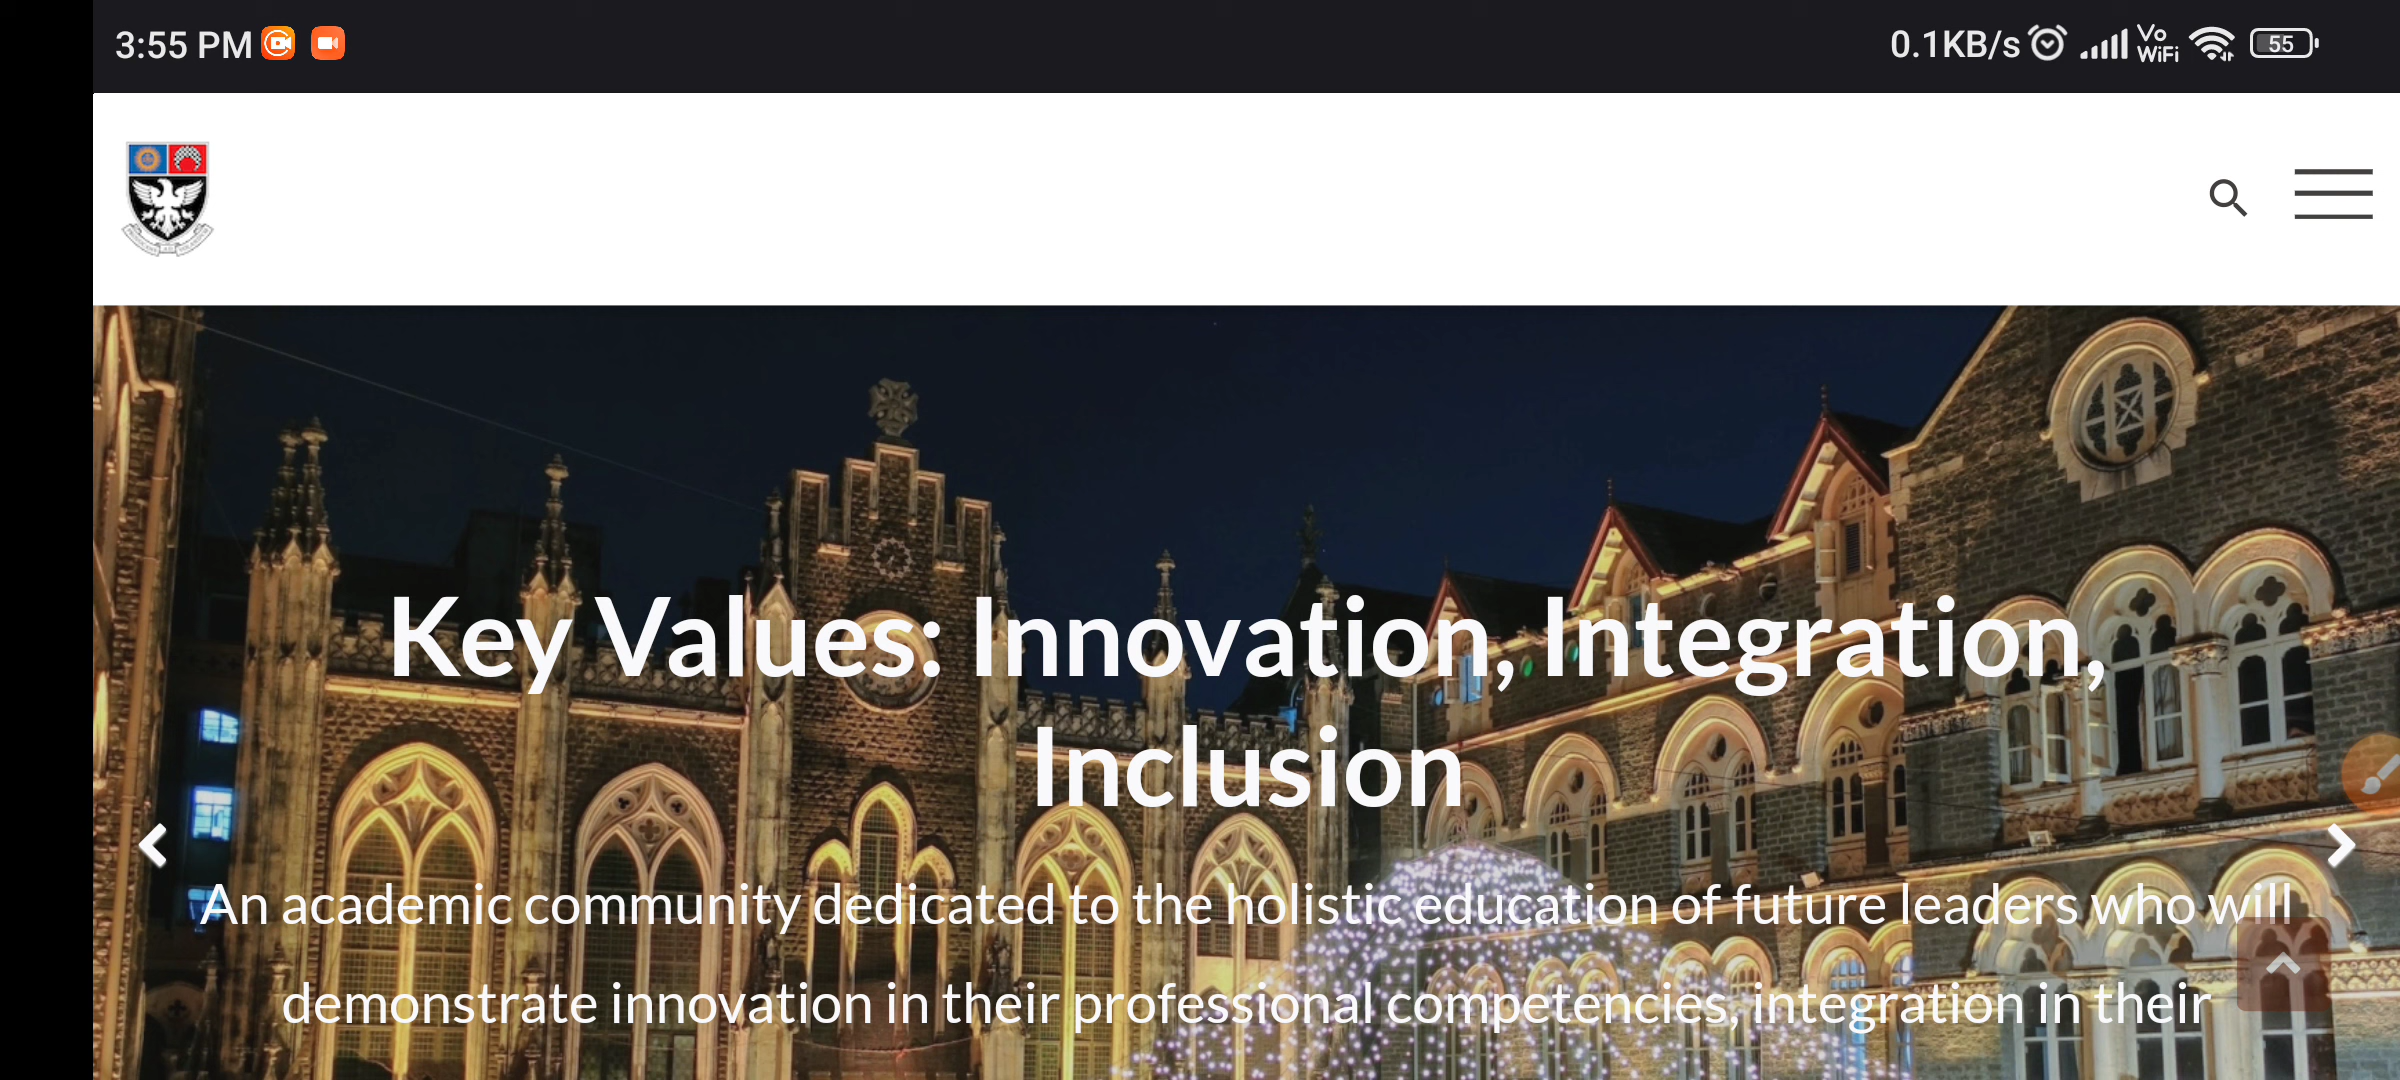 3:55 PM
0.1KB/s
Vo
WiFi
55
Key Values: Innovation, Integration,
Inclusion
An academic community dedicated to the holistic education of future leaders who will
demonstrate innovation in their professional competencies, integration in their